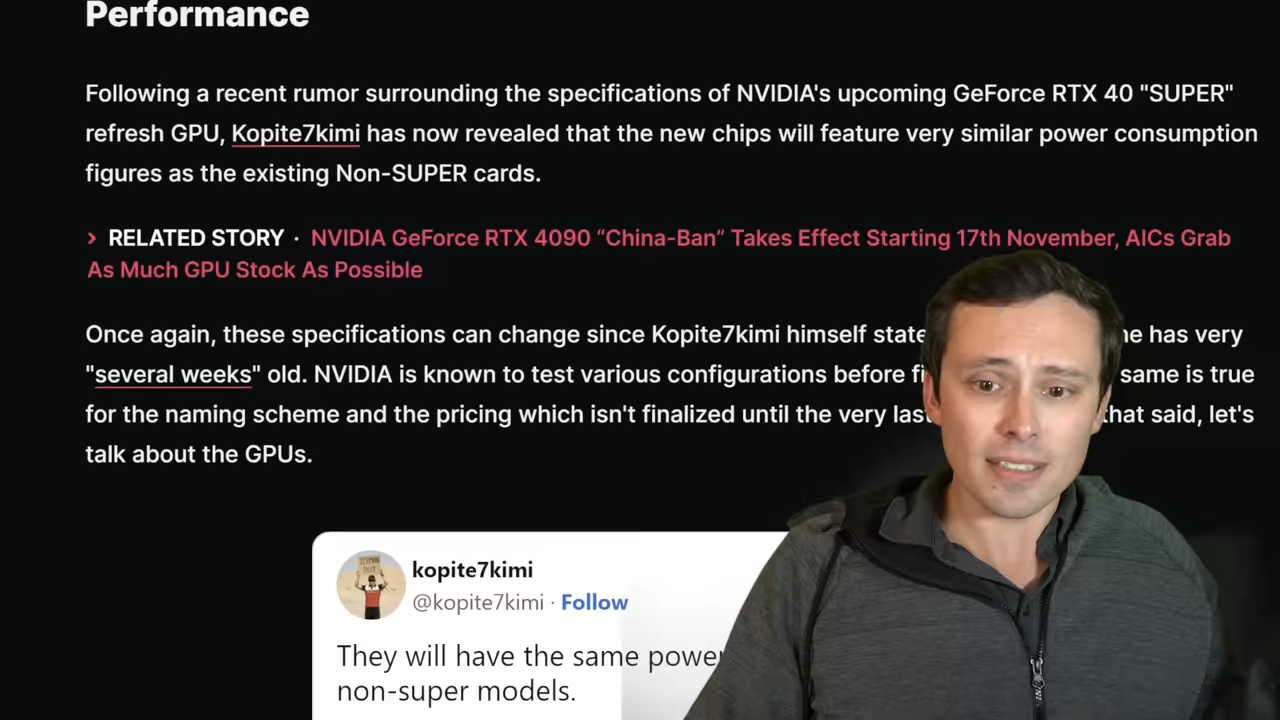 Performance
Following a recent rumor surrounding the specifications of NVIDIA's upcoming GeForce RTX 40 "SUPER"
refresh GPU, Kopite7kimi has now revealed that the new chips will feature very similar power consumption
figures as the existing Non-SUPER cards.
› RELATED STORY · NVIDIA GeForce RTX 4090 “China-Ban” Takes Effect Starting 17th November, AICs Grab
As Much GPU Stock As Possible
Once again, these specifications can change since Kopite7kimi himself state he has very
"several weeks" old. NVIDIA is known to test various configurations before same is true
for the naming scheme and the pricing which isn't finalized until the very las that said, let's
talk about the GPUs.
kopite7kimi
@kopite7kimi · Follow
They will have the same power
non-super models.